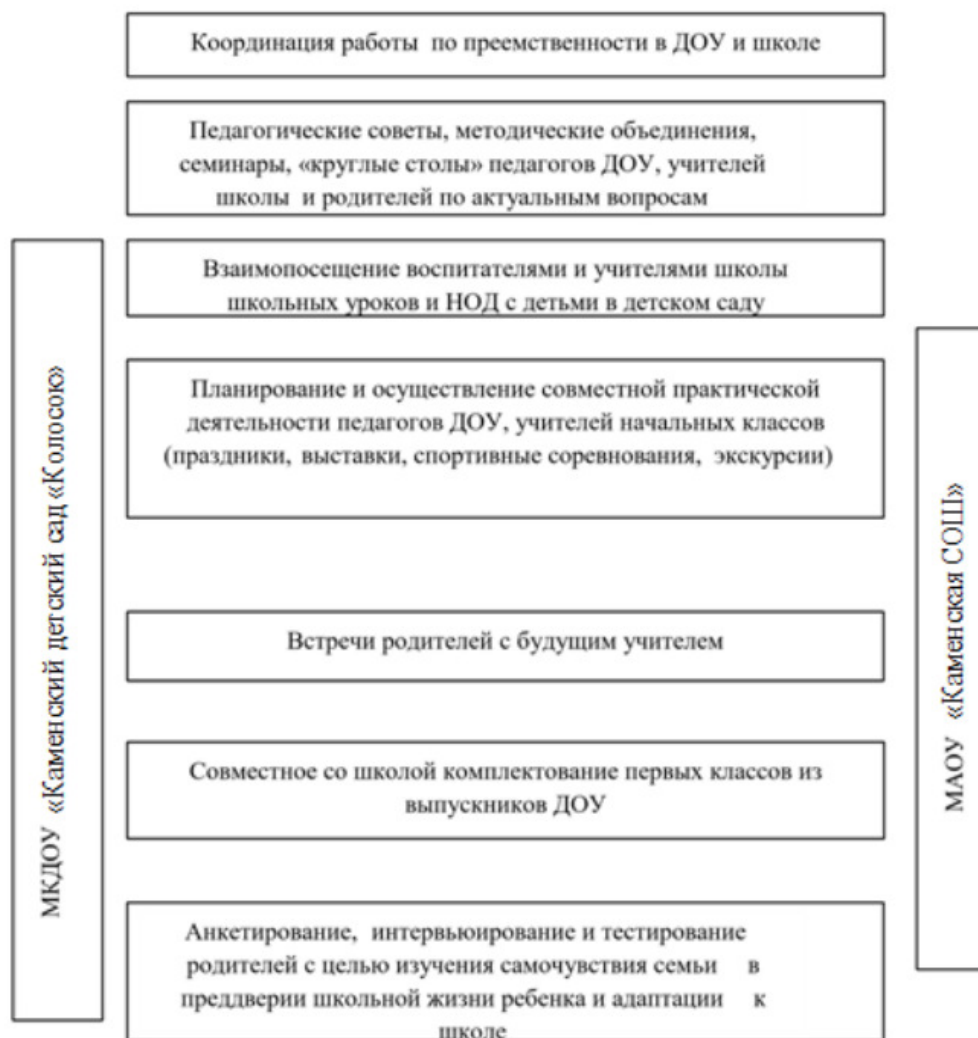 Координация работы по преемственности в ДОУ и школе
Педагогические советы, методические объединения,
семинары, «круглые столы» педагогов ДОУ, учителей
школы и родителей по актуальным вопросам
Взаимопосещение воспитателями и учителями школы
школьных уроков и НОД с детьми в детском саду
Планирование и осуществление совместной практической
деятельности педагогов ДОУ, учителей начальных классов
(праздники, выставки, спортивные соревнования, экскурсии)
Встречи родителей с будущим учителем
Совместное со школой комплектование первых классов из
выпускников ДОУ
Анкетирование, интервьюирование и тестирование
родителей с целью изучения самочувствия семьи в
преддверии школьной жизни ребенка и адаптации к
школе
МКДОУ «Каменский детский сад «Колосок»
МАОУ «Каменская СОШ»